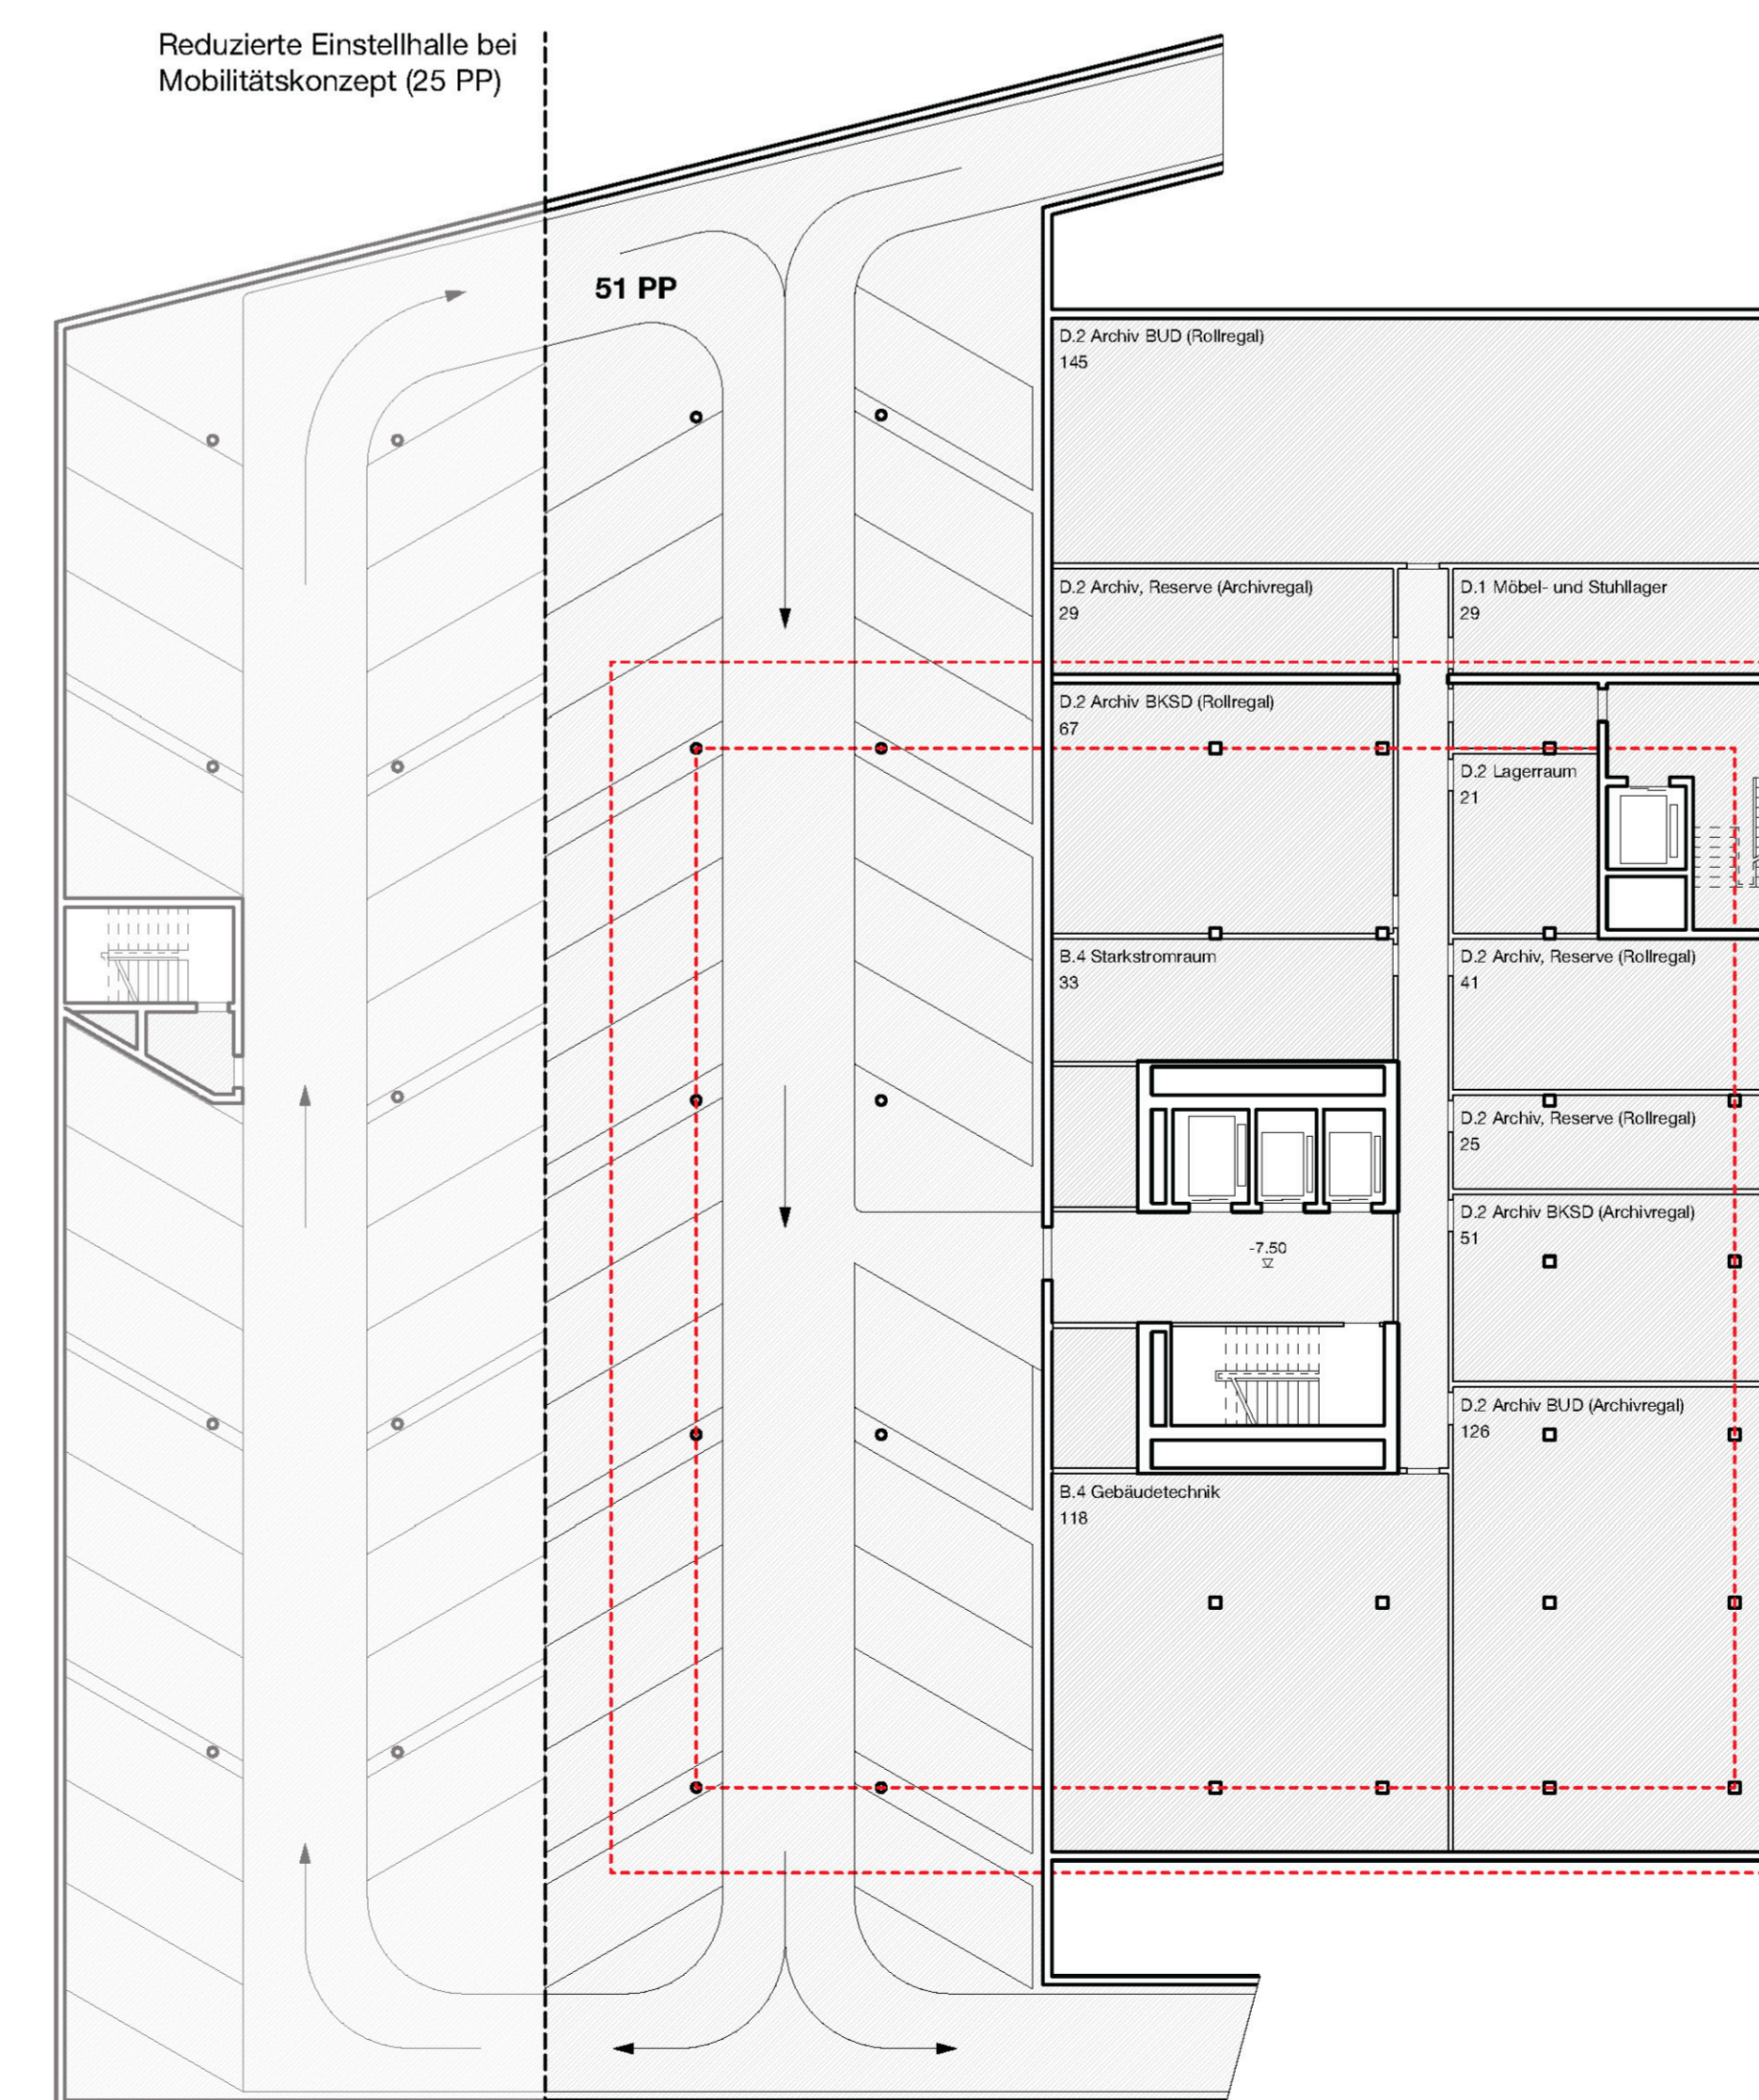 Reduzierte Einstellhalle bei
Mobilitätskonzept (25 PP)
51 PP
D.2 Archiv BUD (Rollregal)
145
D.2 Archiv, Reserve (Archivregal)
29
D.1 Möbel- und Stuhllager
29
D.2 Archiv BKSD (Rollregal)
67
D.2 Lagerraum
21
B.4 Starkstromraum
33
D.2 Archiv, Reserve (Rollregal)
41
D.2 Archiv, Reserve (Rollregal)
25
D.2 Archiv BKSD (Archivregal)
51
-7.50
D.2 Archiv BUD (Archivregal)
126
B.4 Gebäudetechnik
118